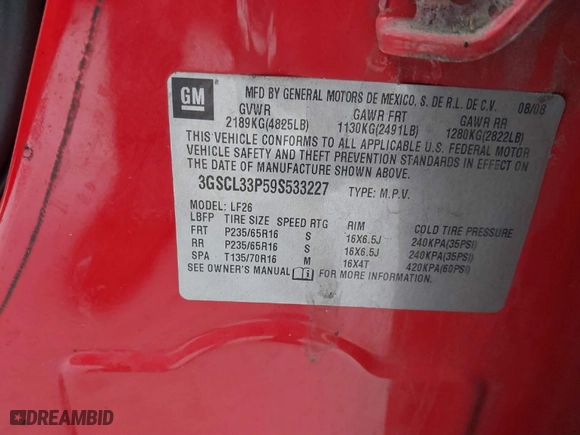 GM
MFD BY GENERAL MOTORS DE MEXICO, S. DE R.L. DE C.V. 08/08
GVWR GAWR FRT GAWR RR
2189KG(4825LB) 1130KG(2491LB) 1280KG(2822LB)
THIS VEHICLE CONFORMS TO ALL APPLICABLE U.S. FEDERAL MOTOR
VEHICLE SAFETY AND THEFT PREVENTION STANDARDS IN EFFECT ON
THE DATE OF MANUFACTURE SHOWN ABOVE.
3GSCL33P59S533227 TYPE: M.P.V.
MODEL: LF26
LBFP TIRE SIZE SPEED RTG RIM COLD TIRE PRESSURE
FRT P235/65R16 S 16X6.5J 240KPA(35PSI)
RR P235/65R16 S 16X6.5J 240KPA(35PSI)
SPA T135/70R16 M 16X4T 420KPA(60PSI)
SEE OWNER'S MANUAL i FOR MORE INFORMATION.
DREAMBID